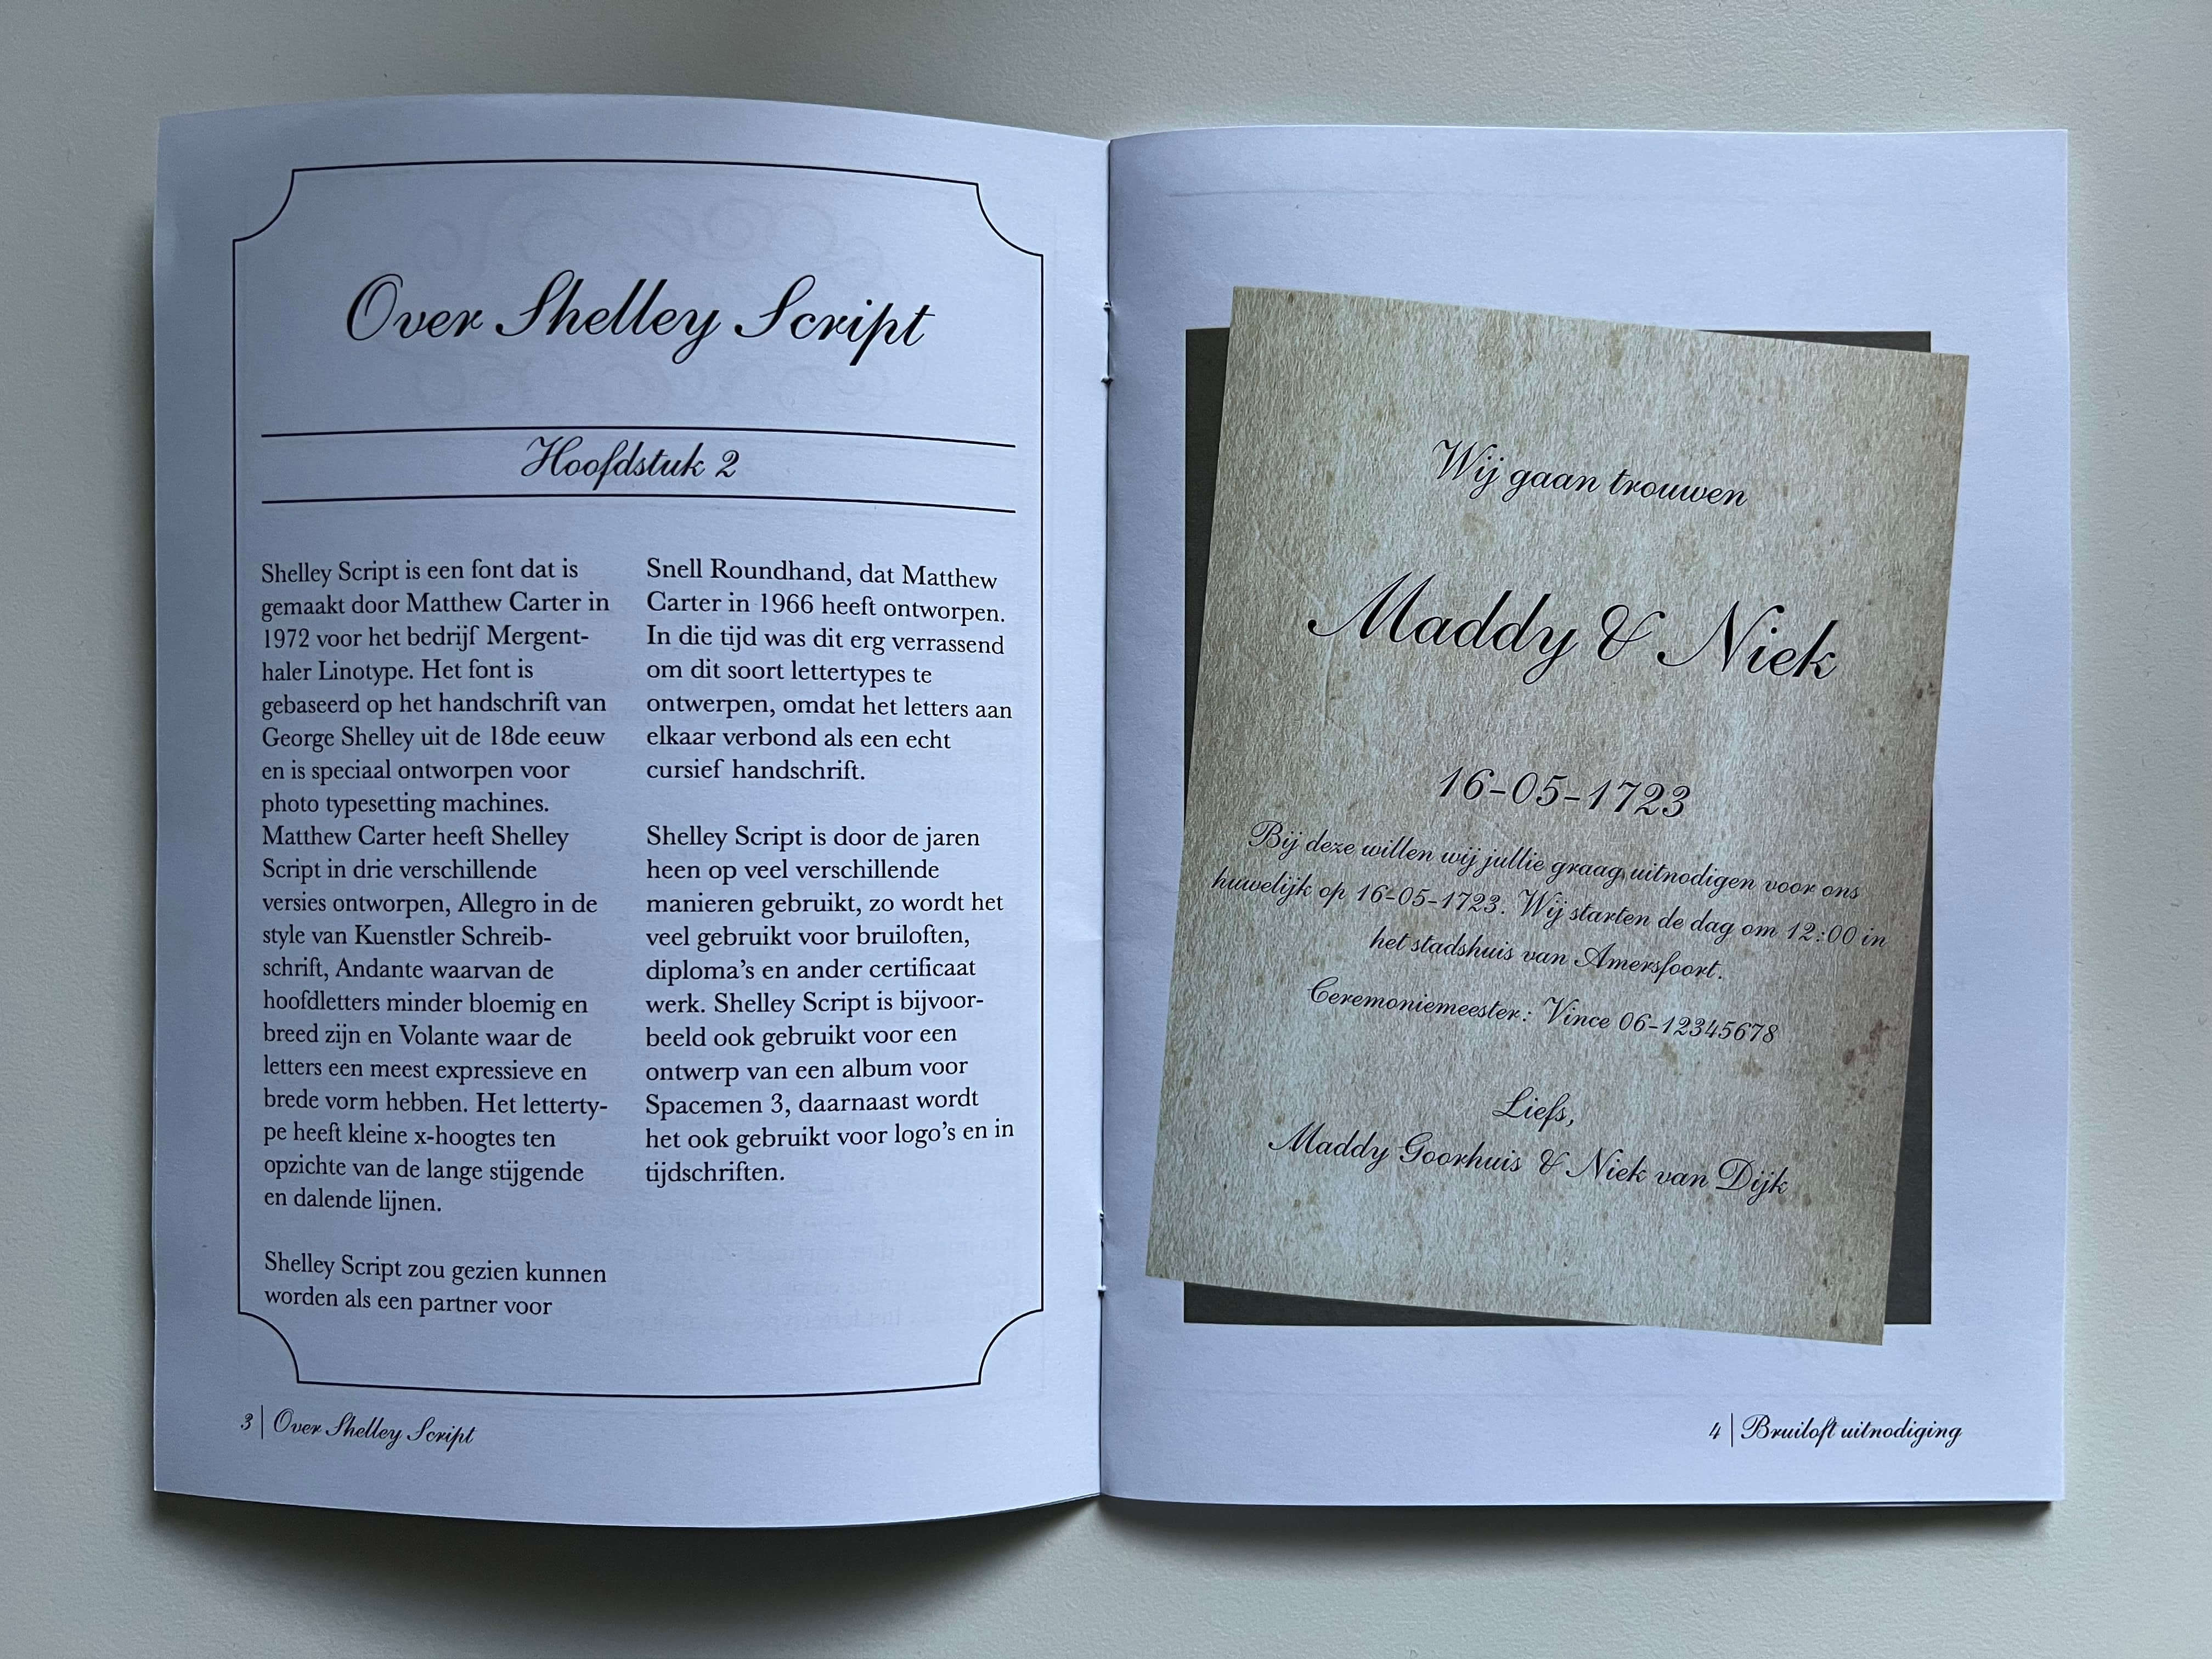 Over Shelley Script
Hoofdstuk 2
Shelley Script is een font dat is
gemaakt door Matthew Carter in
1972 voor het bedrijf Mergent-
haler Linotype. Het font is
gebaseerd op het handschrift van
George Shelley uit de 18de eeuw
en is speciaal ontworpen voor
photo typesetting machines.
Matthew Carter heeft Shelley
Script in drie verschillende
versies ontworpen, Allegro in de
style van Kuenstler Schreib-
schrift, Andante waarvan de
hoofdletters minder bloemig en
breed zijn en Volante waar de
letters een meest expressieve en
brede vorm hebben. Het letterty-
pe heeft kleine x-hoogtes ten
opzichte van de lange stijgende
en dalende lijnen.
Shelley Script zou gezien kunnen
worden als een partner voor
Snell Roundhand, dat Matthew
Carter in 1966 heeft ontworpen.
In die tijd was dit erg verrassend
om dit soort lettertypes te
ontwerpen, omdat het letters aan
elkaar verbond als een echt
cursief handschrift.
Shelley Script is door de jaren
heen op veel verschillende
manieren gebruikt, zo wordt het
veel gebruikt voor bruiloften,
diploma's en ander certificaat
werk. Shelley Script is bijvoor-
beeld ook gebruikt voor een
ontwerp van een album voor
Spacemen 3, daarnaast wordt
het ook gebruikt voor logo's en in
tijdschriften.
3 | Over Shelley Script
Wij gaan trouwen
Maddy & Niek
16-05-1723
Bij deze willen wij jullie graag uitnodigen voor ons
huwelijk op 16-05-1723. Wij starten de dag om 12:00 in
het stadshuis van Amersfoort.
Ceremoniemeester: Vince 06-12345678
Liefs,
Maddy Goorhuis & Niek van Dijk
4 | Bruiloft uitnodiging